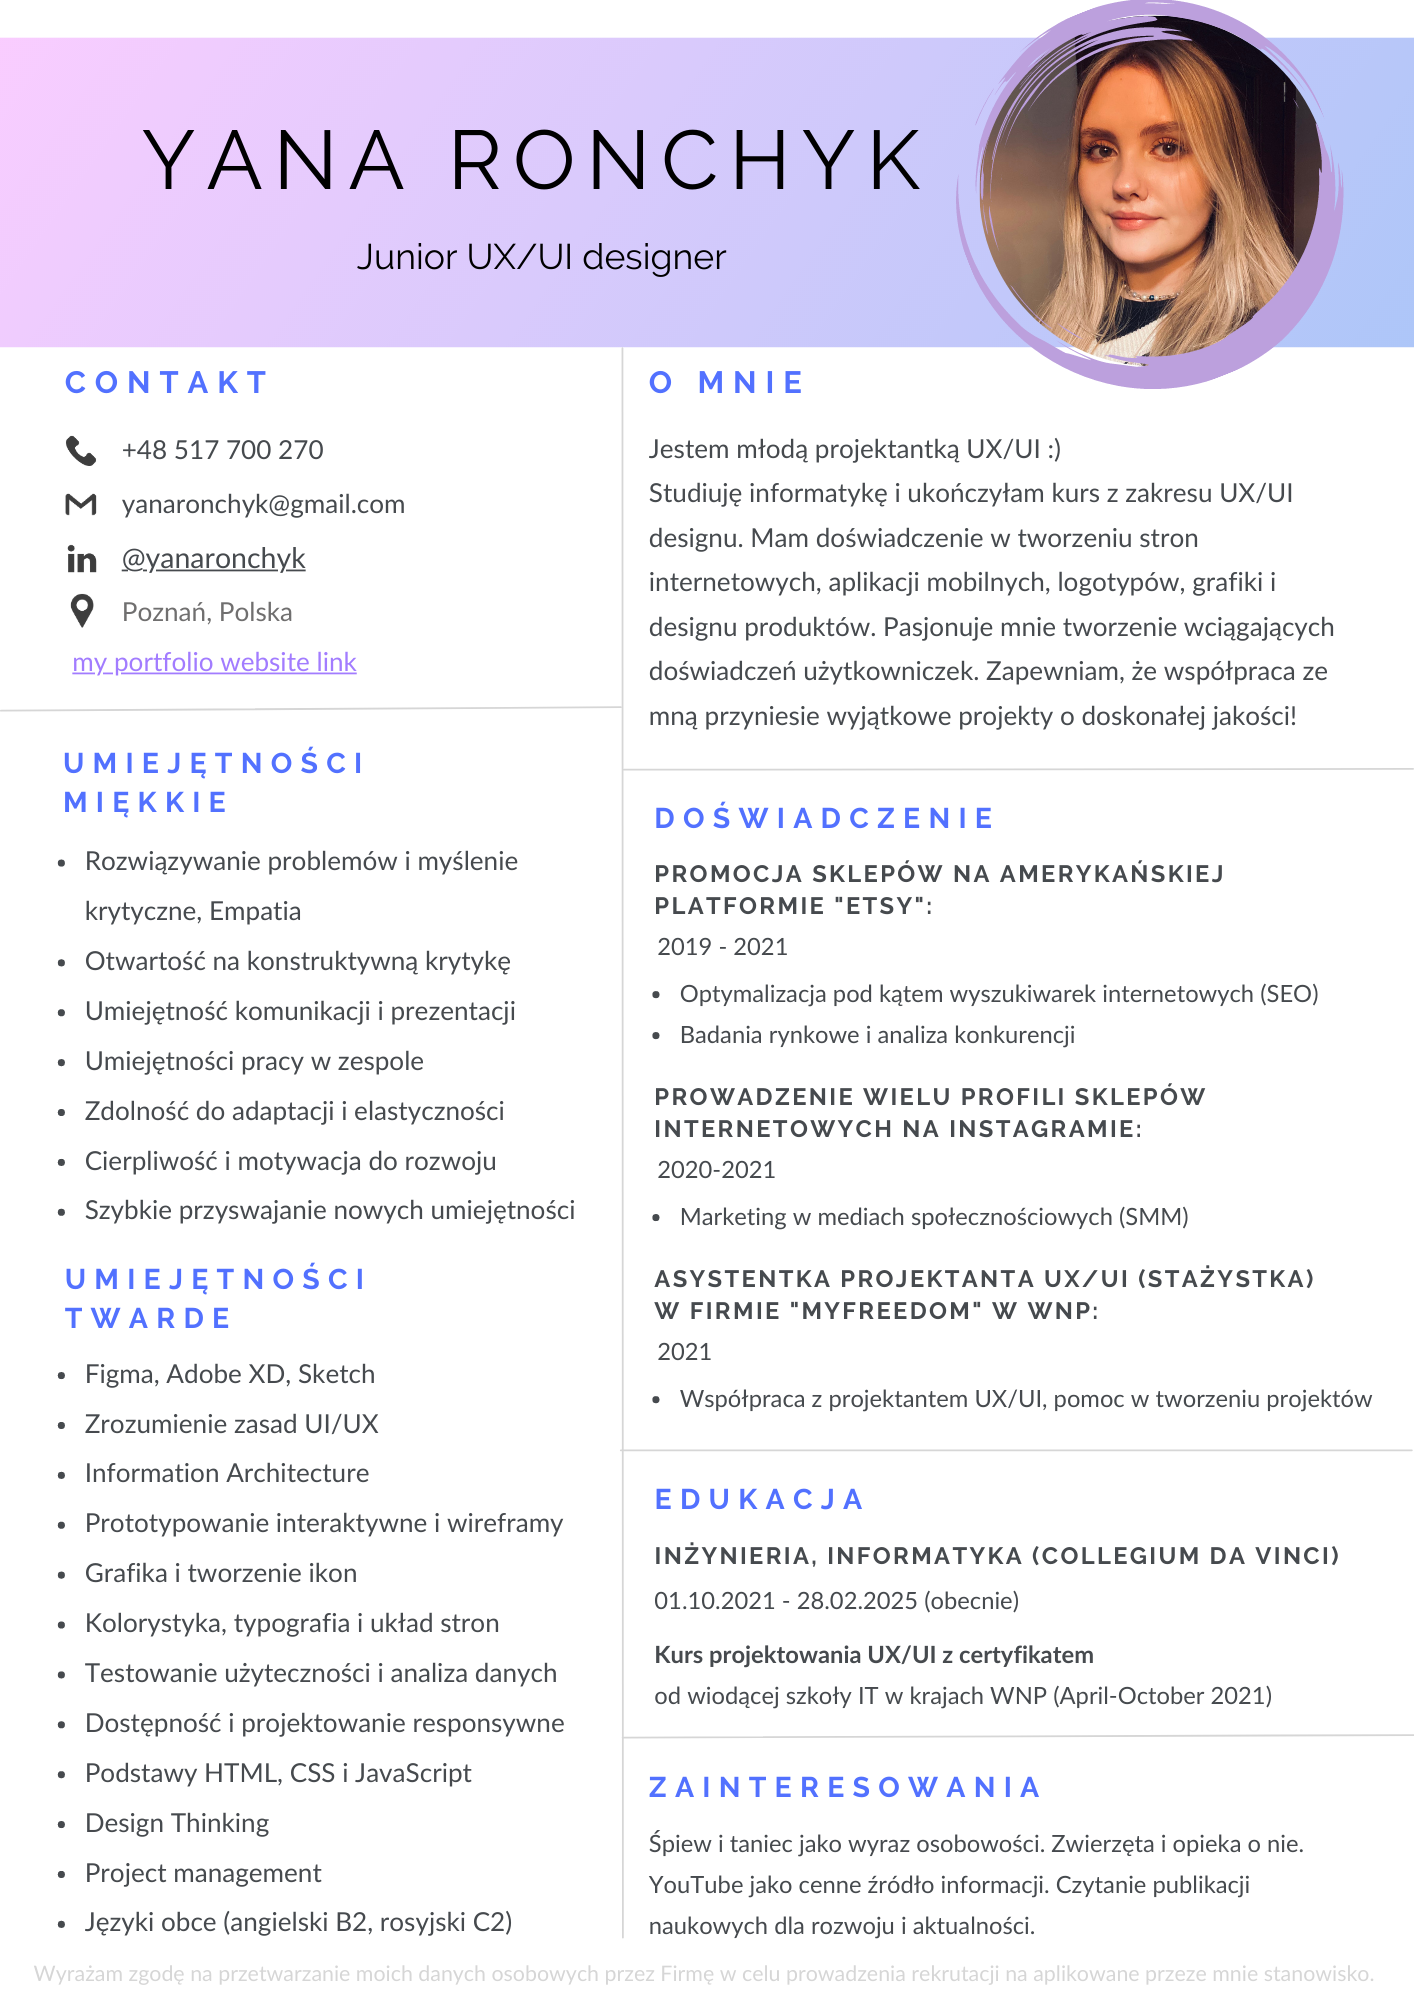 YANA RONCHYK
Junior UX/UI designer
CONTAKT
+48 517 700 270
yanaronchyk@gmail.com
in @yanaronchyk
Poznań, Polska
my portfolio website link
UMIEJĘTNOŚCI
MIĘKKIE
• Rozwiązywanie problemów i myślenie
krytyczne, Empatia
• Otwartość na konstruktywną krytykę
• Umiejętność komunikacji i prezentacji
• Umiejętności pracy w zespole
• Zdolność do adaptacji i elastyczności
• Cierpliwość i motywacja do rozwoju
• Szybkie przyswajanie nowych umiejętności
UMIEJĘTNOŚCI
TWARDE
• Figma, Adobe XD, Sketch
• Zrozumienie zasad UI/UX
• Information Architecture
• Prototypowanie interaktywne i wireframy
• Grafika i tworzenie ikon
• Kolorystyka, typografia i układ stron
• Testowanie użyteczności i analiza danych
• Dostępność i projektowanie responsywne
• Podstawy HTML, CSS i JavaScript
• Design Thinking
• Project management
• Języki obce (angielski B2, rosyjski C2)
O MNIE
Jestem młodą projektantką UX/UI :)
Studiuję informatykę i ukończyłam kurs z zakresu UX/UI
designu. Mam doświadczenie w tworzeniu stron
internetowych, aplikacji mobilnych, logotypów, grafiki i
designu produktów. Pasjonuje mnie tworzenie wciągających
doświadczeń użytkowniczek. Zapewniam, że współpraca ze
mną przyniesie wyjątkowe projekty o doskonałej jakości!
DOŚWIADCZENIE
PROMOCJA SKLEPÓW NA AMERYKAŃSKIEJ
PLATFORMIE "ETSY":
2019 - 2021
• Optymalizacja pod kątem wyszukiwarek internetowych (SEO)
• Badania rynkowe i analiza konkurencji
PROWADZENIE WIELU PROFILI SKLEPÓW
INTERNETOWYCH NA INSTAGRAMIE:
2020-2021
• Marketing w mediach społecznościowych (SMM)
ASYSTENTKA PROJEKTANTA UX/UI (STAŻYSTKA)
W FIRMIE "MYFREEDOM" W WNP:
2021
• Współpraca z projektantem UX/UI, pomoc w tworzeniu projektów
EDUKACJA
INŻYNIERIA, INFORMATYKA (COLLEGIUM DA VINCI)
01.10.2021 - 28.02.2025 (obecnie)
Kurs projektowania UX/UI z certyfikatem
od wiodącej szkoły IT w krajach WNP (April-October 2021)
ZAINTERESOWANIA
Śpiew i taniec jako wyraz osobowości. Zwierzęta i opieka o nie.
YouTube jako cenne źródło informacji. Czytanie publikacji
naukowych dla rozwoju i aktualności.
Wyrażam zgodę na przetwarzanie moich danych osobowych przez Firmę w celu prowadzenia rekrutacji na aplikowane przeze mnie stanowisko.